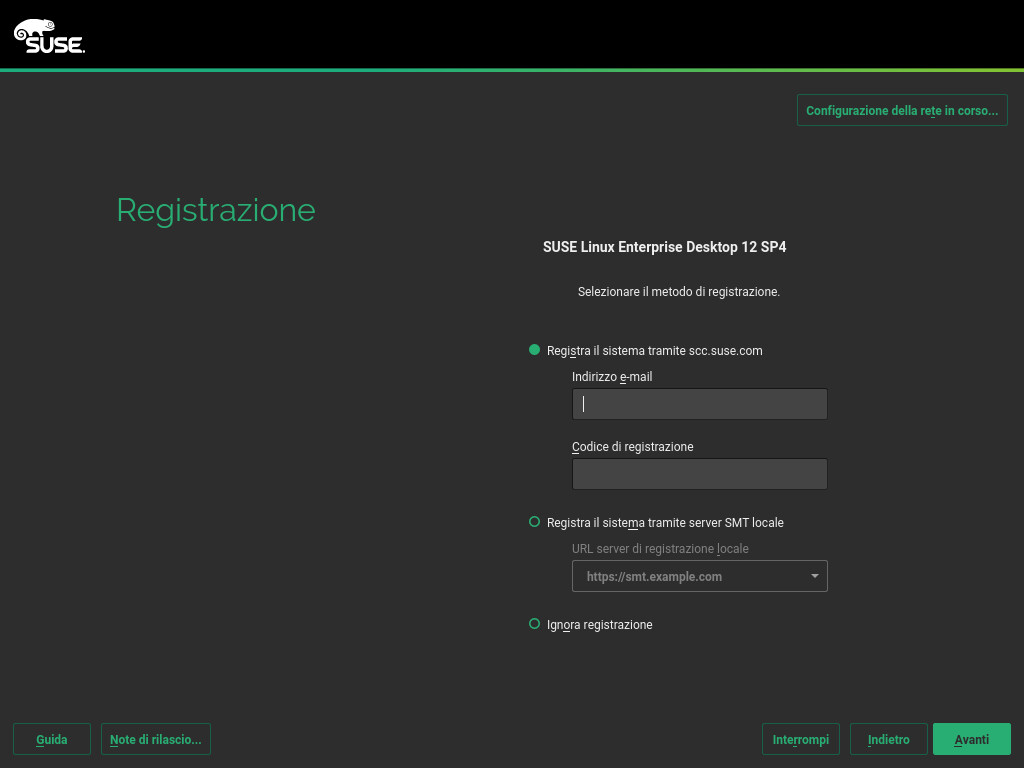 SUSE
Configurazione della rete in corso...
Registrazione
SUSE Linux Enterprise Desktop 12 SP4
Selezionare il metodo di registrazione.
Registra il sistema tramite scc.suse.com
Indirizzo e-mail
Codice di registrazione
Registra il sistema tramite server SMT locale
URL server di registrazione locale
https://smt.example.com
Ignora registrazione
Guida
Note di rilascio...
Interrompi
Indietro
Avanti